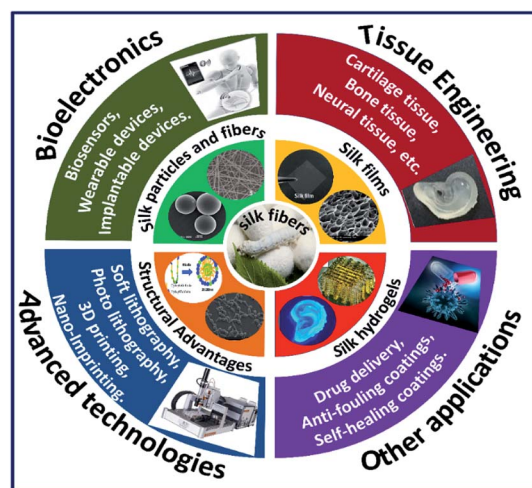 Bioelectronics
Biosensors,
Wearable devices,
Implantable devices.
Tissue Engineering
Cartilage tissue,
Bone tissue,
Neural tissue, etc.
Silk particles and fibers
Silk films
Silk film
silk fibers
Structural Advantages
Silk hydrogels
Advanced technologies
Soft lithography,
Photo lithography,
3D printing,
Nano-Imprinting.
Other applications
Drug delivery,
Anti-fouling coatings,
Self-healing coatings.